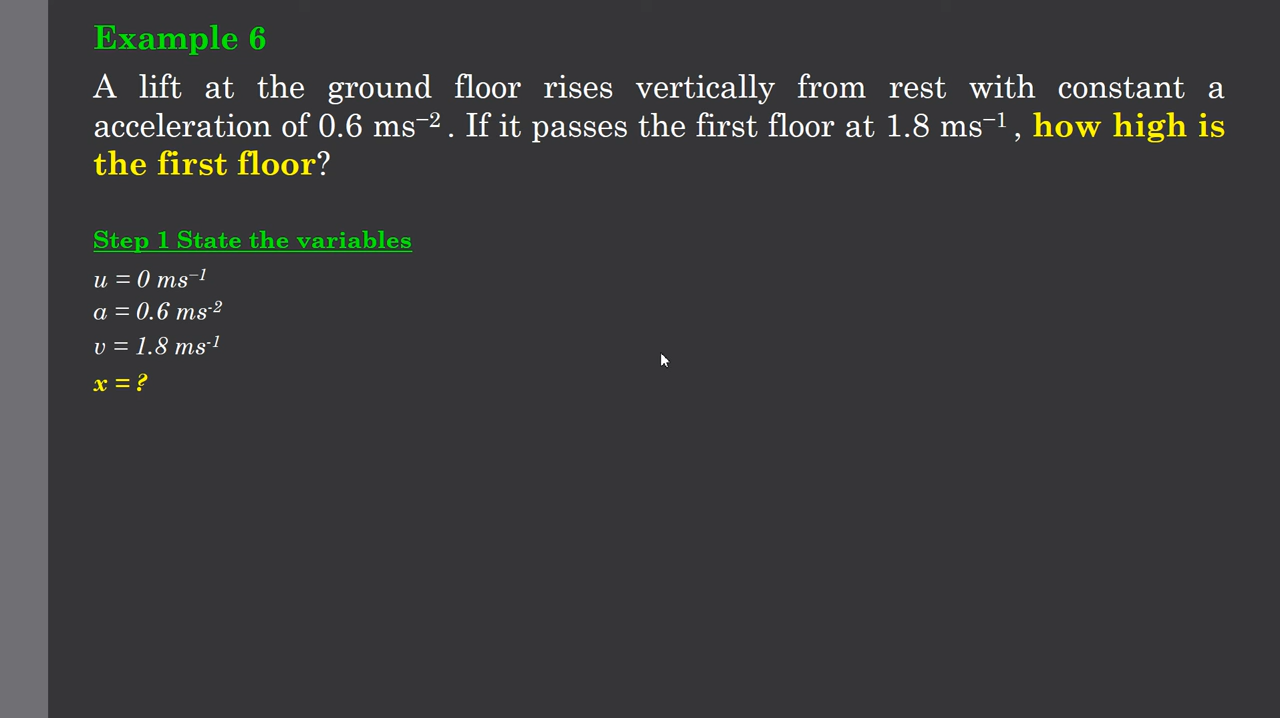 Example 6
A lift at the ground floor rises vertically from rest with constant a
acceleration of 0.6 ms⁻². If it passes the first floor at 1.8 ms⁻¹, how high is
the first floor?
Step 1 State the variables
u = 0 ms⁻¹
a = 0.6 ms⁻²
v = 1.8 ms⁻¹
x = ?